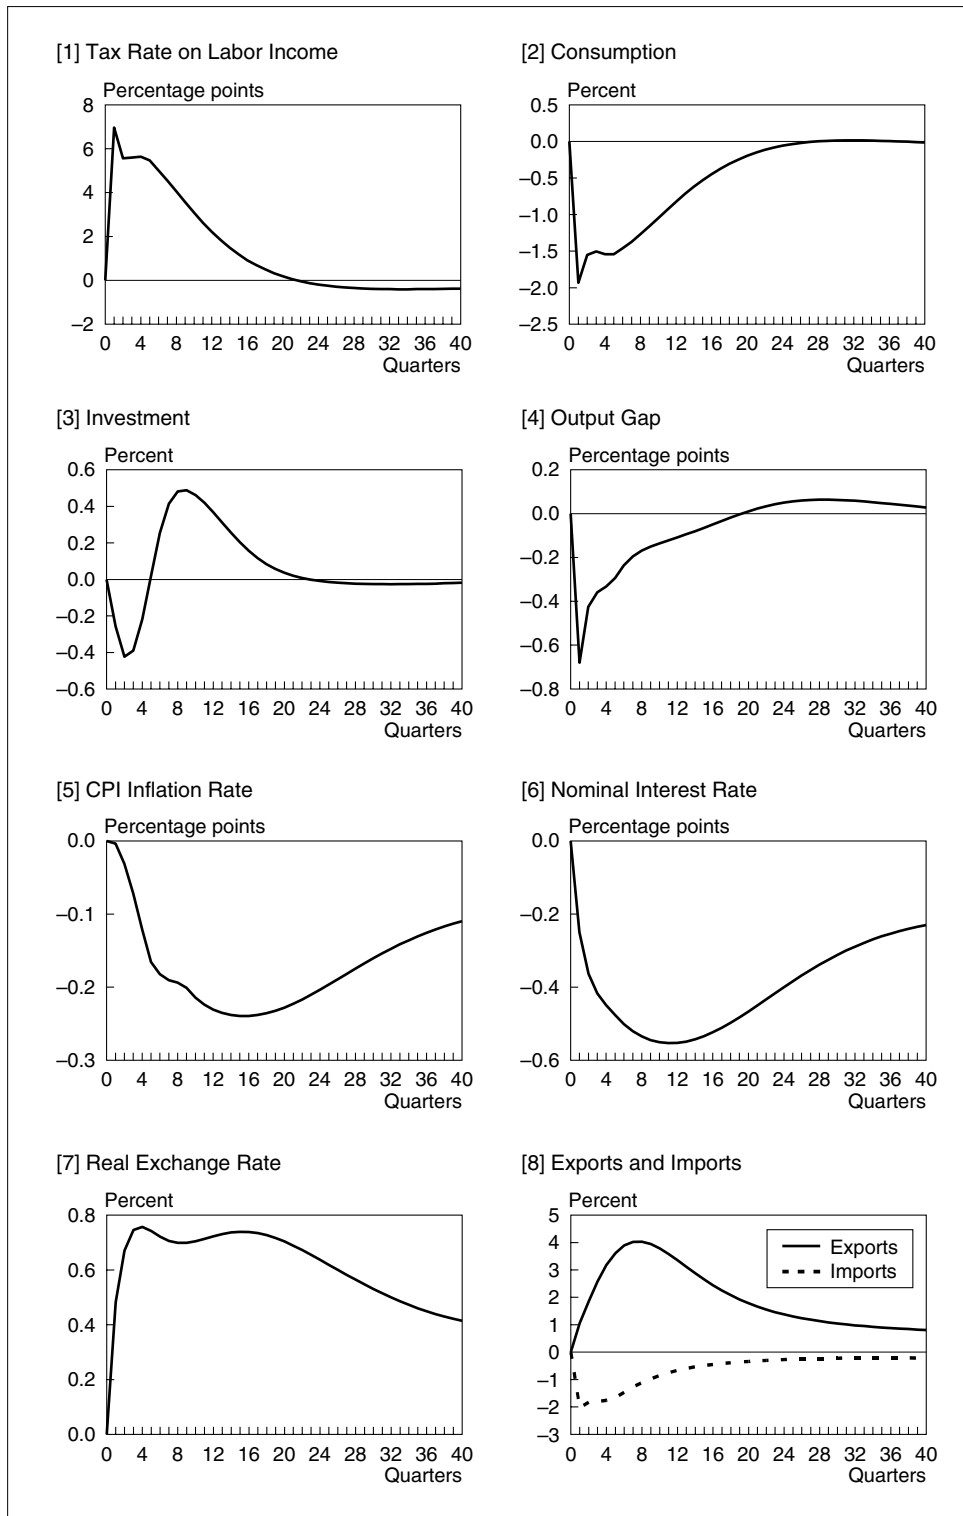 [1] Tax Rate on Labor Income
Percentage points
8
6
4
2
0
–2
0 4 8 12 16 20 24 28 32 36 40
Quarters
[2] Consumption
Percent
0.5
0.0
–0.5
–1.0
–1.5
–2.0
–2.5
0 4 8 12 16 20 24 28 32 36 40
Quarters
[3] Investment
Percent
0.6
0.4
0.2
0.0
–0.2
–0.4
–0.6
0 4 8 12 16 20 24 28 32 36 40
Quarters
[4] Output Gap
Percentage points
0.2
0.0
–0.2
–0.4
–0.6
–0.8
0 4 8 12 16 20 24 28 32 36 40
Quarters
[5] CPI Inflation Rate
Percentage points
0.0
–0.1
–0.2
–0.3
0 4 8 12 16 20 24 28 32 36 40
Quarters
[6] Nominal Interest Rate
Percentage points
0.0
–0.2
–0.4
–0.6
0 4 8 12 16 20 24 28 32 36 40
Quarters
[7] Real Exchange Rate
Percent
0.8
0.6
0.4
0.2
0.0
0 4 8 12 16 20 24 28 32 36 40
Quarters
[8] Exports and Imports
Percent
5
4
3
2
1
0
–1
–2
–3
Exports
Imports
0 4 8 12 16 20 24 28 32 36 40
Quarters